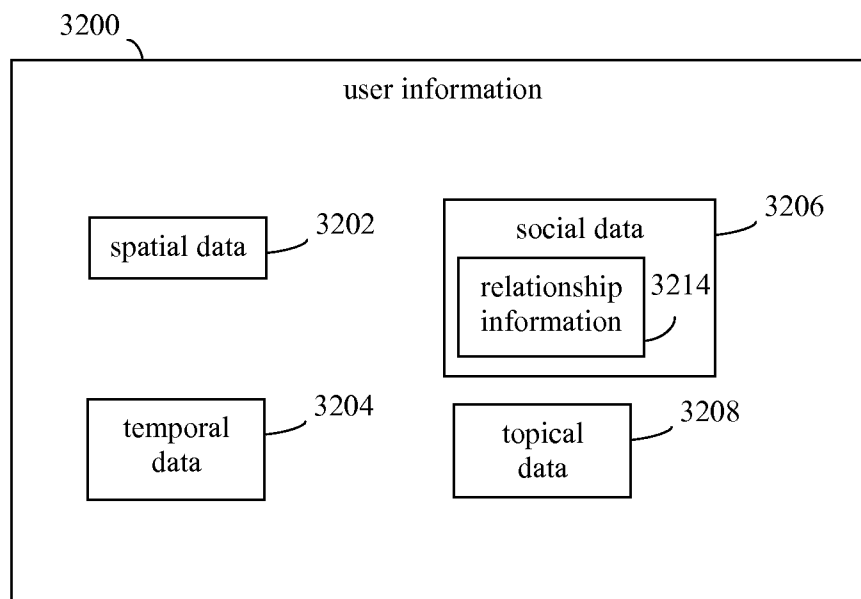 3200
user information
spatial data
3202
social data
3206
relationship
information
3214
temporal
data
3204
topical
data
3208